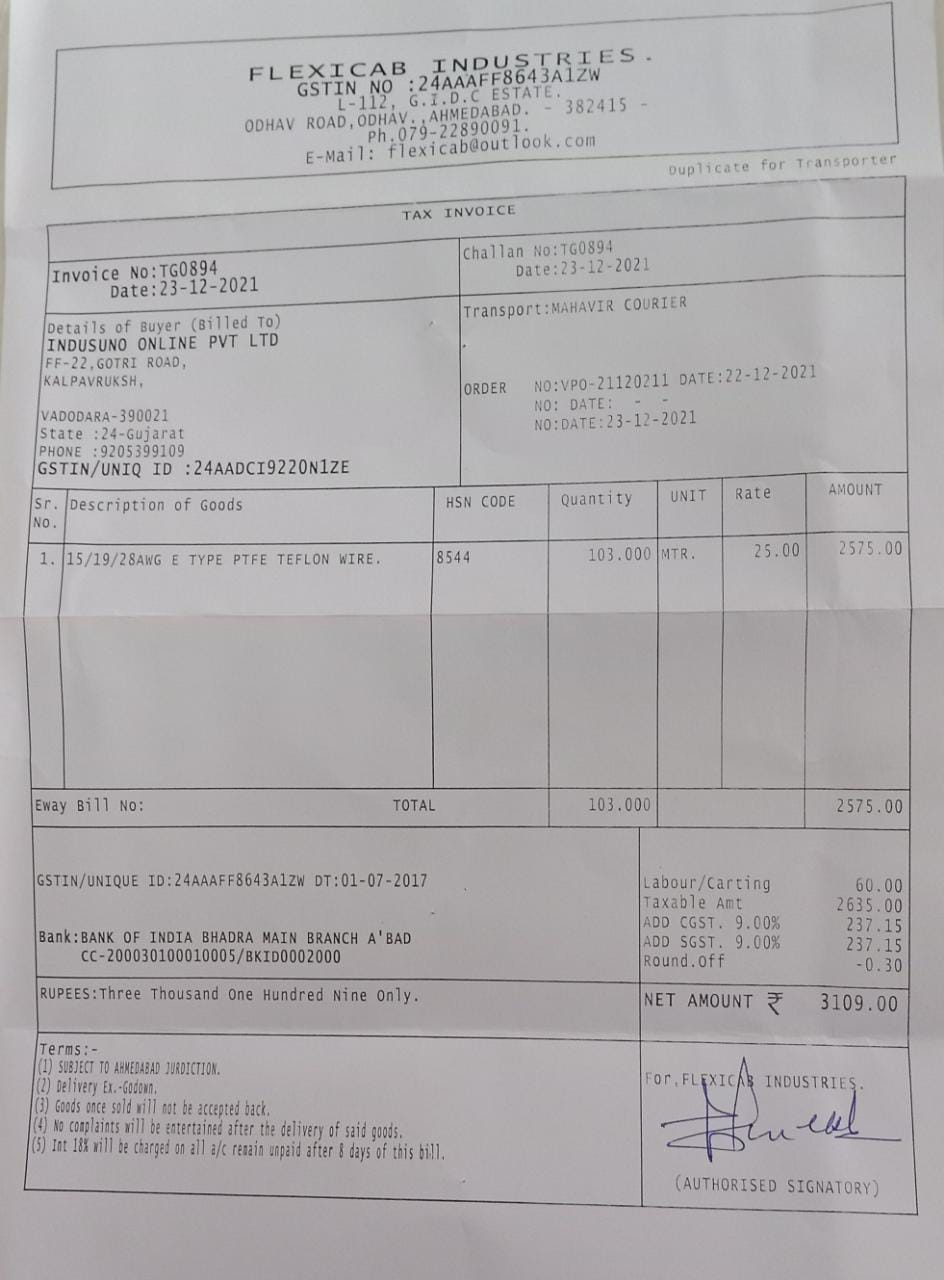 FLEXICAB INDUSTRIES.
GSTIN NO :24AAAFF8643A1ZW
L-112, G.I.D.C ESTATE.
ODHAV ROAD,ODHAV.,AHMEDABAD. - 382415 -
Ph.079-22890091.
E-Mail: flexicab@outlook.com
Duplicate for Transporter
TAX INVOICE
Invoice No:TG0894
Date:23-12-2021
Challan No:TG0894
Date:23-12-2021
Details of Buyer (Billed To)
INDUSUNO ONLINE PVT LTD
FF-22,GOTRI ROAD,
KALPAVRUKSH,
VADODARA-390021
State :24-Gujarat
PHONE :9205399109
GSTIN/UNIQ ID :24AADCI9220N1ZE
Transport:MAHAVIR COURIER
ORDER NO:VPO-21120211 DATE:22-12-2021
NO: DATE: - -
NO:DATE:23-12-2021
Sr. No. Description of Goods HSN CODE Quantity UNIT Rate AMOUNT
1. 15/19/28AWG E TYPE PTFE TEFLON WIRE. 8544 103.000 MTR. 25.00 2575.00
Eway Bill No: TOTAL 103.000 2575.00
GSTIN/UNIQUE ID:24AAAFF8643A1ZW DT:01-07-2017
Bank:BANK OF INDIA BHADRA MAIN BRANCH A'BAD
CC-200030100010005/BKID0002000
Labour/Carting 60.00
Taxable Amt 2635.00
ADD CGST. 9.00% 237.15
ADD SGST. 9.00% 237.15
Round.Off -0.30
RUPEES:Three Thousand One Hundred Nine Only.
NET AMOUNT ₹ 3109.00
Terms:-
(1) SUBJECT TO AHMEDABAD JURDICTION.
(2) Delivery Ex.-Godown.
(3) Goods once sold will not be accepted back.
(4) No complaints will be entertained after the delivery of said goods.
(5) Int 18% will be charged on all a/c remain unpaid after 8 days of this bill.
For,FLEXICAB INDUSTRIES.
(AUTHORISED SIGNATORY)